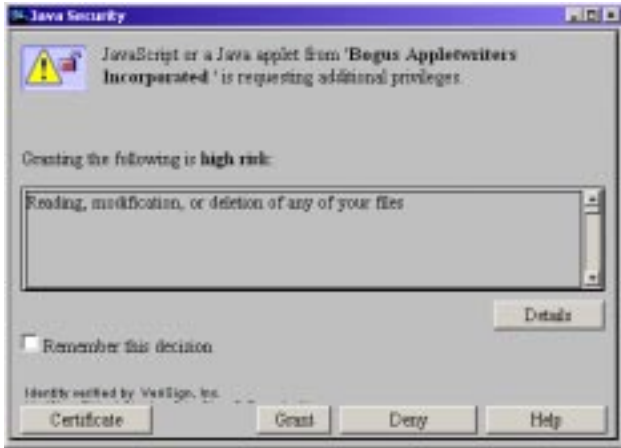 Java Security
JavaScript or a Java applet from 'Bogus Appletwriters
Incorporated ' is requesting additional privileges.
Granting the following is high risk:
Reading, modification, or deletion of any of your files
Details
Remember this decision
Identity verified by VeriSign, Inc.
Certificate Grant Deny Help